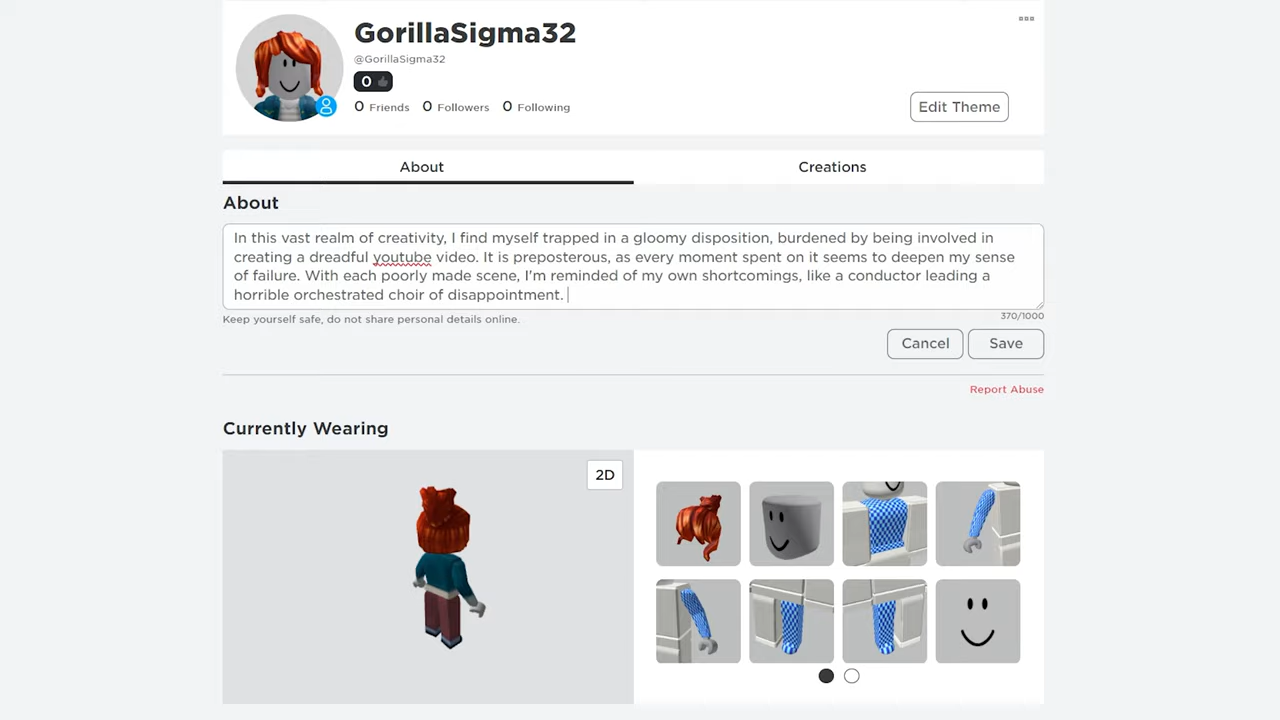 GorillaSigma32
@GorillaSigma32
0
0 Friends 0 Followers 0 Following
Edit Theme
About Creations
About
In this vast realm of creativity, I find myself trapped in a gloomy disposition, burdened by being involved in
creating a dreadful youtube video. It is preposterous, as every moment spent on it seems to deepen my sense
of failure. With each poorly made scene, I'm reminded of my own shortcomings, like a conductor leading a
horrible orchestrated choir of disappointment.
Keep yourself safe, do not share personal details online. 370/1000
Cancel Save
Report Abuse
Currently Wearing
2D